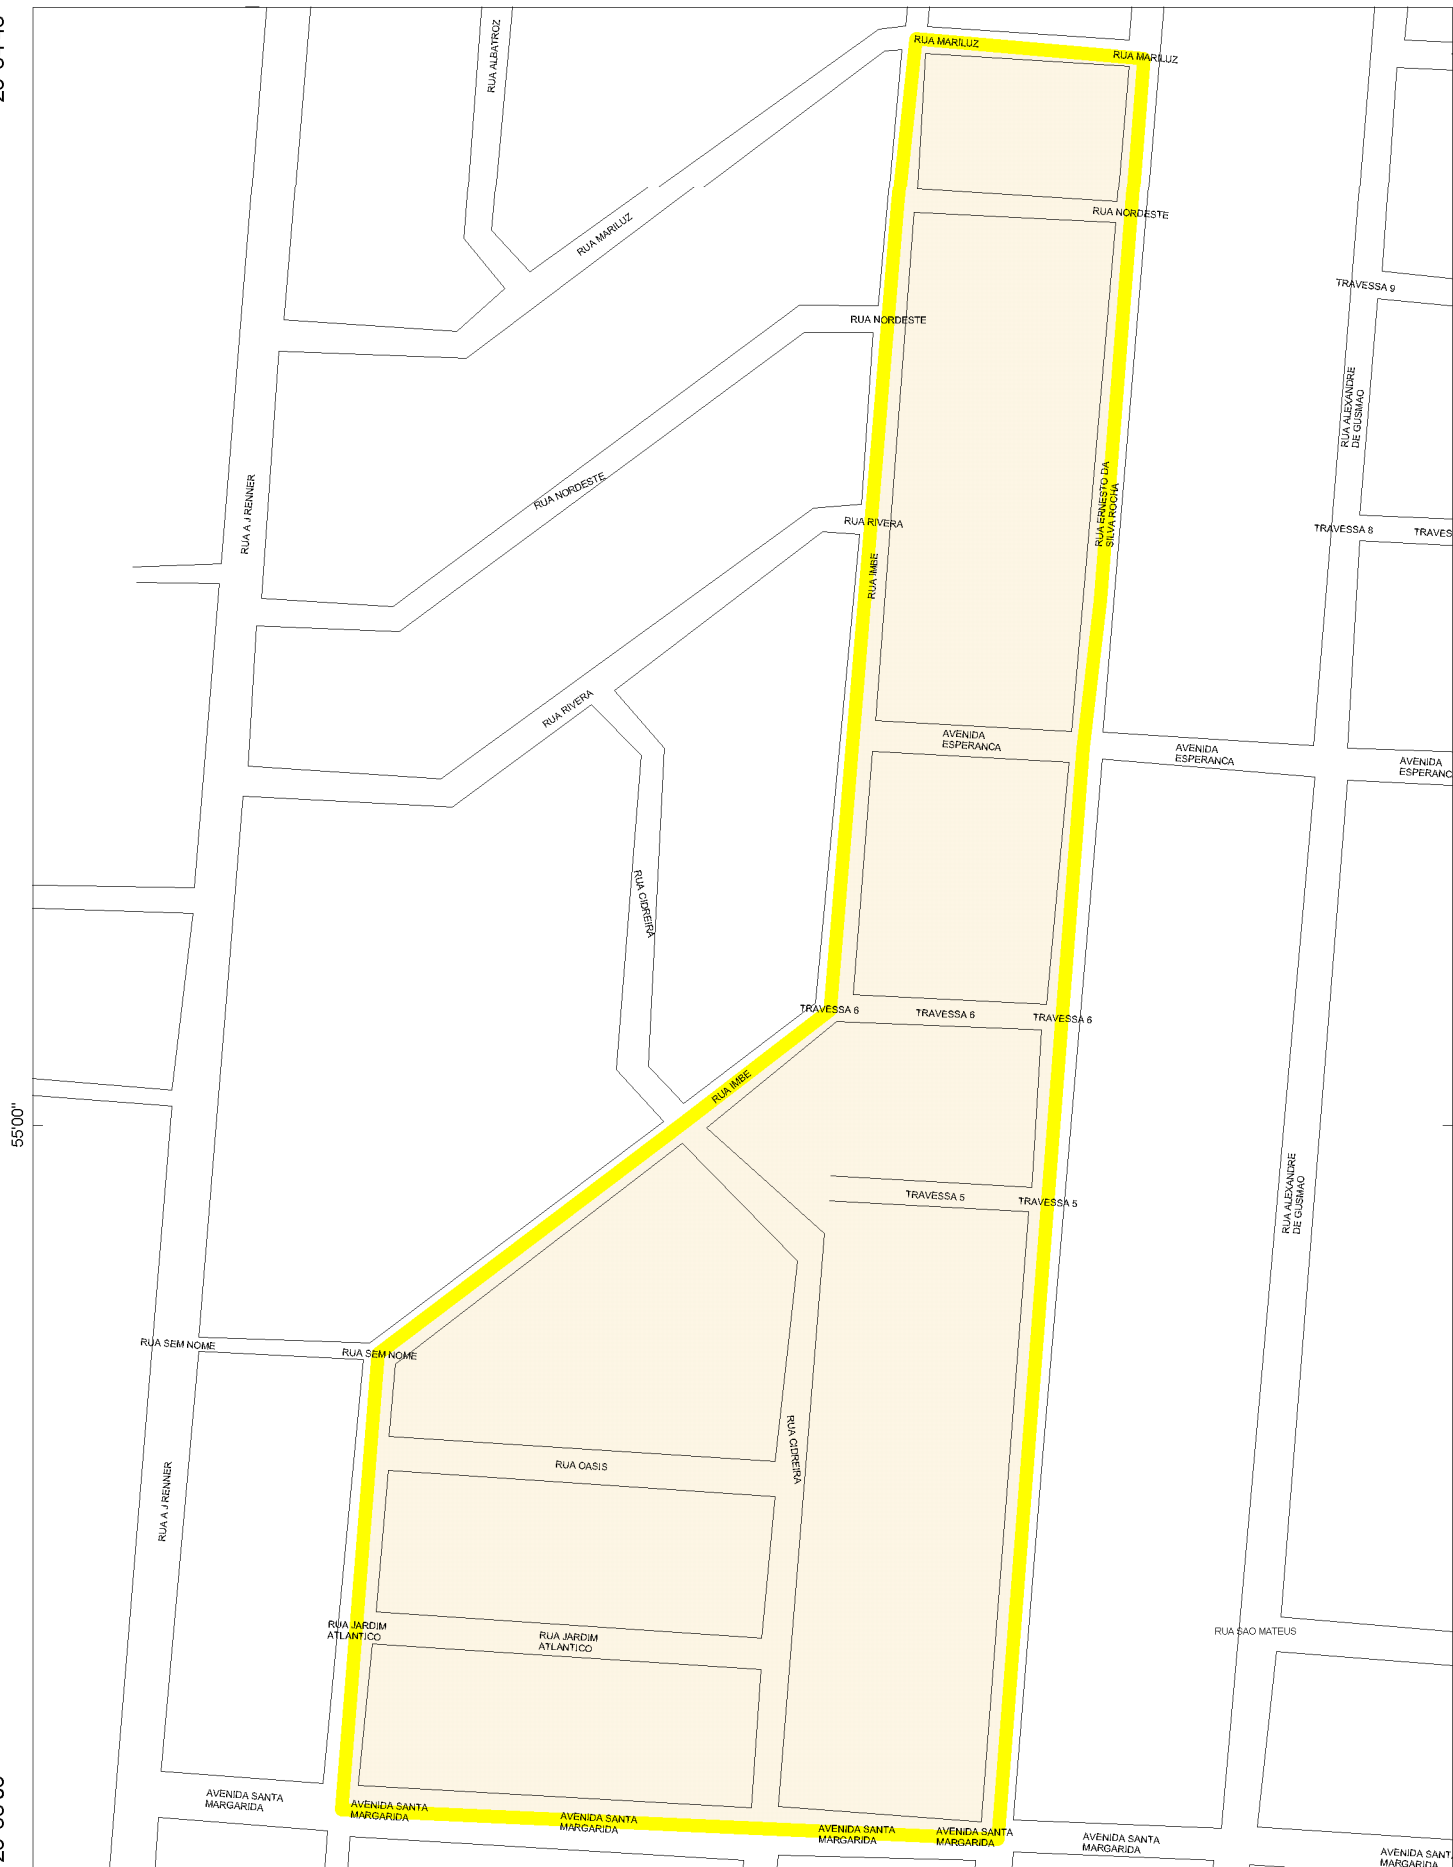 RUA ALBATROZ
RUA MARILUZ
RUA MARILUZ
RUA MARILUZ
RUA NORDESTE
TRAVESSA 9
RUA NORDESTE
RUA ALEXANDRE
DE GUSMAO
RUA NORDESTE
RUA A J RENNER
RUA ERNESTO DA
SILVA ROCHA
RUA RIVERA
TRAVESSA 8
TRAVES
RUA IMBE
RUA RIVERA
AVENIDA
ESPERANCA
AVENIDA
ESPERANCA
AVENIDA
ESPERANC
RUA CIDREIRA
TRAVESSA 6
TRAVESSA 6
TRAVESSA 6
RUA IMBE
55'00"
TRAVESSA 5
TRAVESSA 5
RUA ALEXANDRE
DE GUSMAO
RUA SEM NOME
RUA SEM NOME
RUA CIDREIRA
RUA OASIS
RUA A J RENNER
RUA JARDIM
ATLANTICO
RUA JARDIM
ATLANTICO
RUA SAO MATEUS
AVENIDA SANTA
MARGARIDA
AVENIDA SANTA
MARGARIDA
AVENIDA SANTA
MARGARIDA
AVENIDA SANTA
MARGARIDA
AVENIDA SANTA
MARGARIDA
AVENIDA SANTA
MARGARIDA
AVENIDA SANT
MARGARIDA